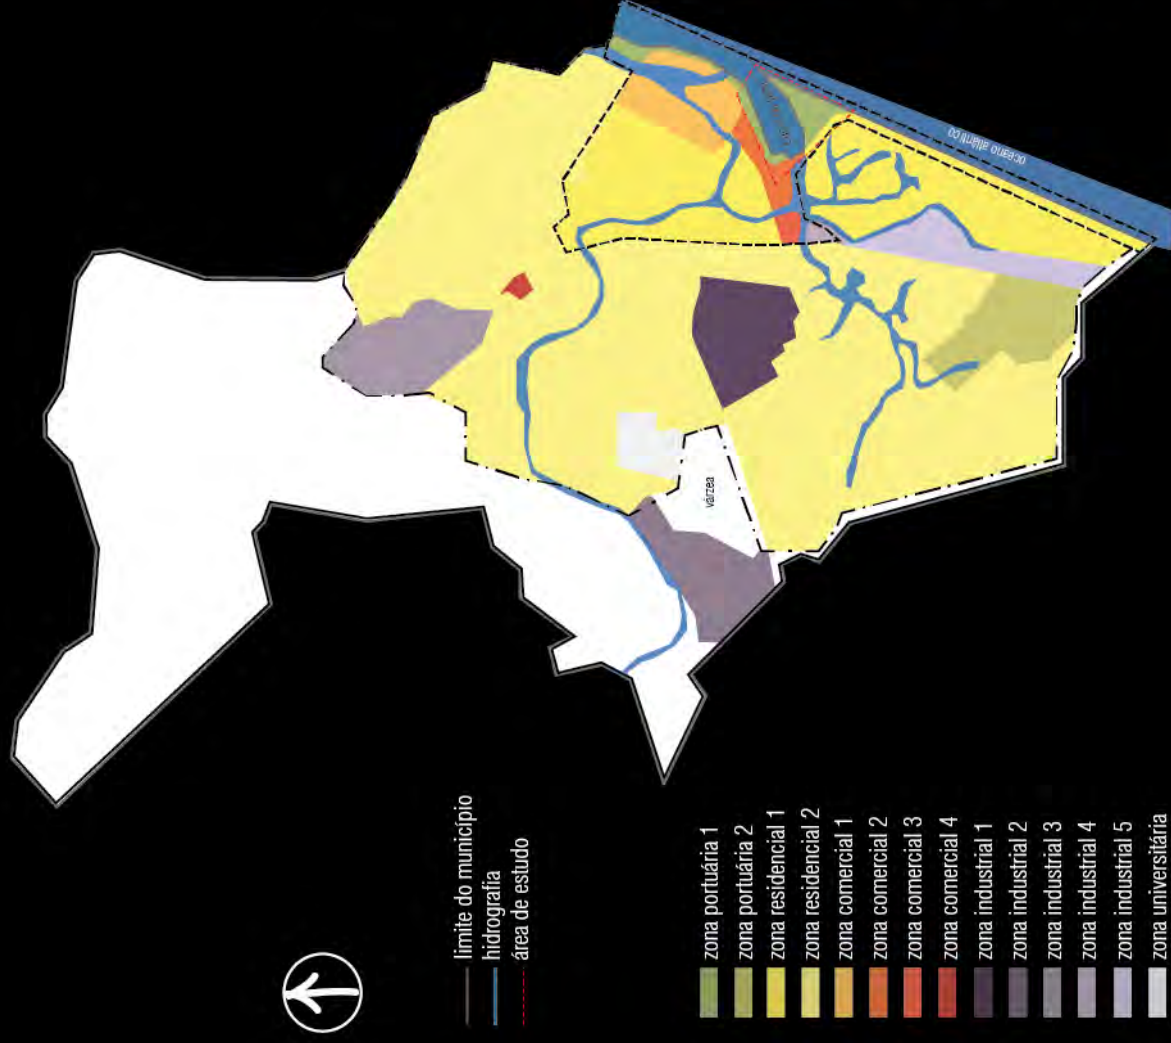 oceano atlântico
várzea
limite do município
hidrografia
área de estudo
zona portuária 1
zona portuária 2
zona residencial 1
zona residencial 2
zona comercial 1
zona comercial 2
zona comercial 3
zona comercial 4
zona industrial 1
zona industrial 2
zona industrial 3
zona industrial 4
zona industrial 5
zona universitária